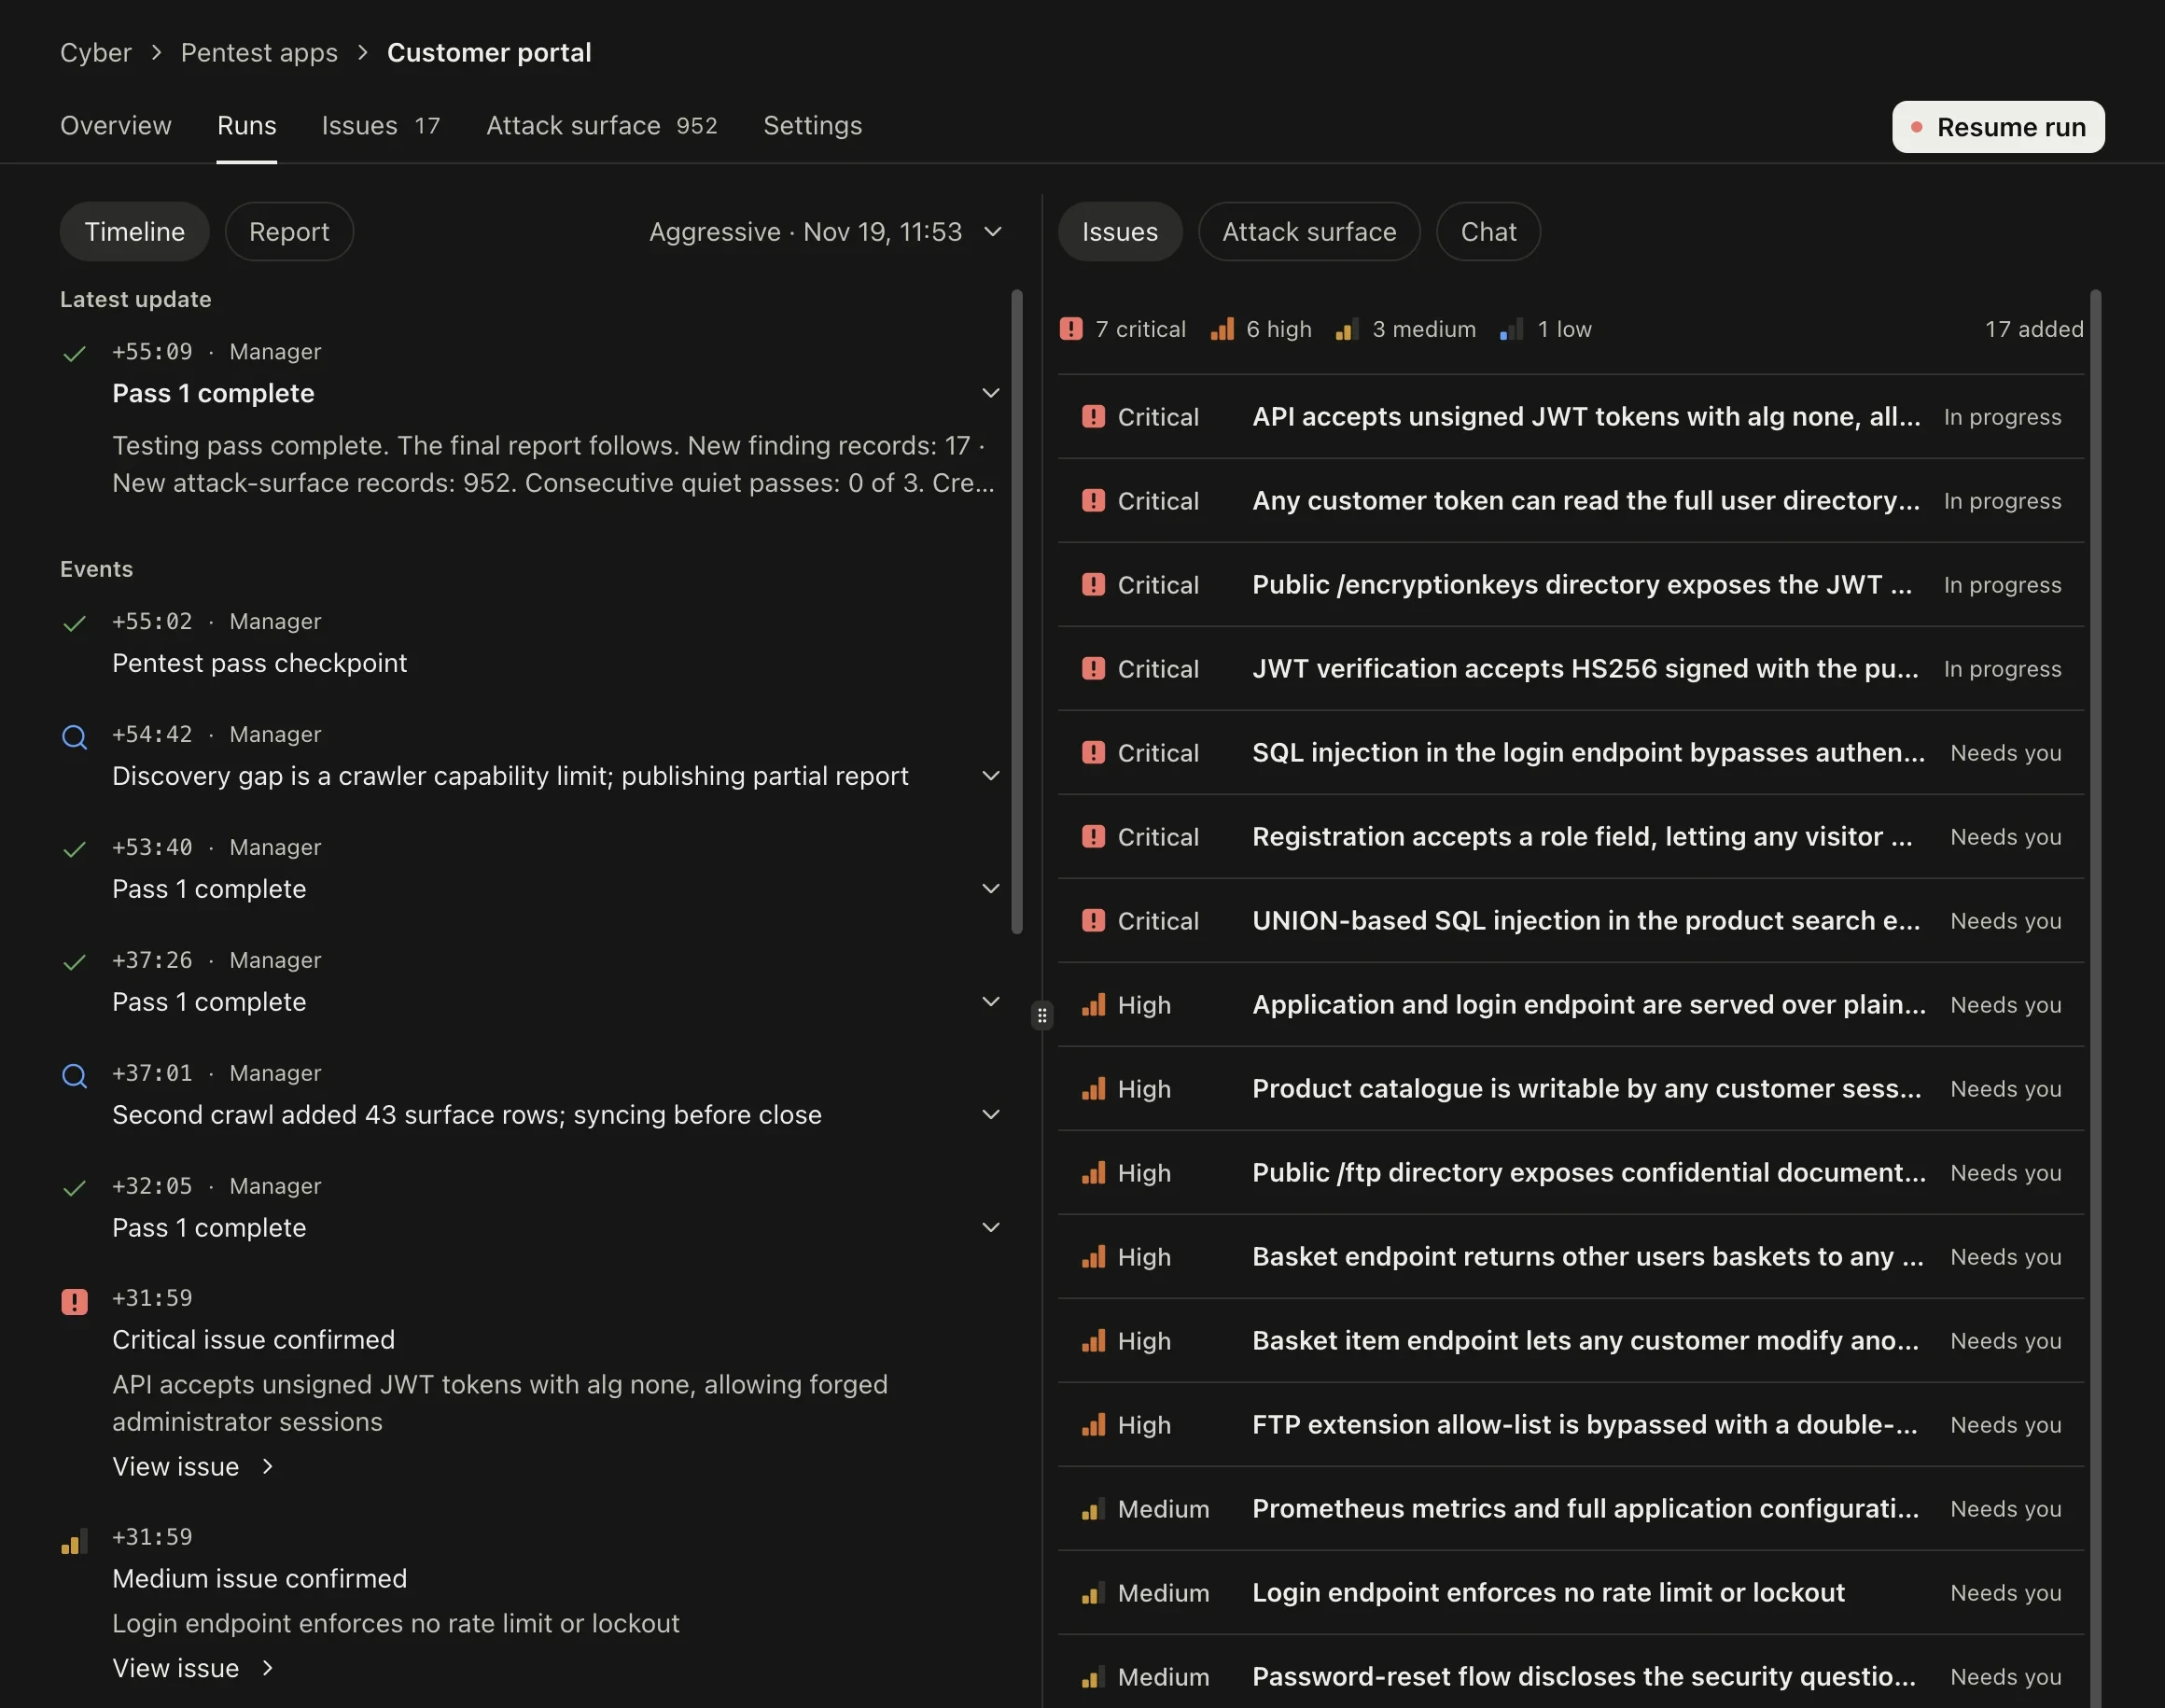 Cyber > Pentest apps > Customer portal
Overview Runs Issues 17 Attack surface 952 Settings
Resume run
Timeline Report Aggressive · Nov 19, 11:53
Latest update
+55:09 · Manager
Pass 1 complete
Testing pass complete. The final report follows. New finding records: 17 ·
New attack-surface records: 952. Consecutive quiet passes: 0 of 3. Cre...
Events
+55:02 · Manager
Pentest pass checkpoint
+54:42 · Manager
Discovery gap is a crawler capability limit; publishing partial report
+53:40 · Manager
Pass 1 complete
+37:26 · Manager
Pass 1 complete
+37:01 · Manager
Second crawl added 43 surface rows; syncing before close
+32:05 · Manager
Pass 1 complete
+31:59
Critical issue confirmed
API accepts unsigned JWT tokens with alg none, allowing forged
administrator sessions
View issue >
+31:59
Medium issue confirmed
Login endpoint enforces no rate limit or lockout
View issue >
Issues Attack surface Chat
7 critical 6 high 3 medium 1 low 17 added
Critical API accepts unsigned JWT tokens with alg none, all... In progress
Critical Any customer token can read the full user directory... In progress
Critical Public /encryptionkeys directory exposes the JWT ... In progress
Critical JWT verification accepts HS256 signed with the pu... In progress
Critical SQL injection in the login endpoint bypasses authen... Needs you
Critical Registration accepts a role field, letting any visitor ... Needs you
Critical UNION-based SQL injection in the product search e... Needs you
High Application and login endpoint are served over plain... Needs you
High Product catalogue is writable by any customer sess... Needs you
High Public /ftp directory exposes confidential document... Needs you
High Basket endpoint returns other users baskets to any ... Needs you
High Basket item endpoint lets any customer modify ano... Needs you
High FTP extension allow-list is bypassed with a double-... Needs you
Medium Prometheus metrics and full application configurati... Needs you
Medium Login endpoint enforces no rate limit or lockout Needs you
Medium Password-reset flow discloses the security questio... Needs you